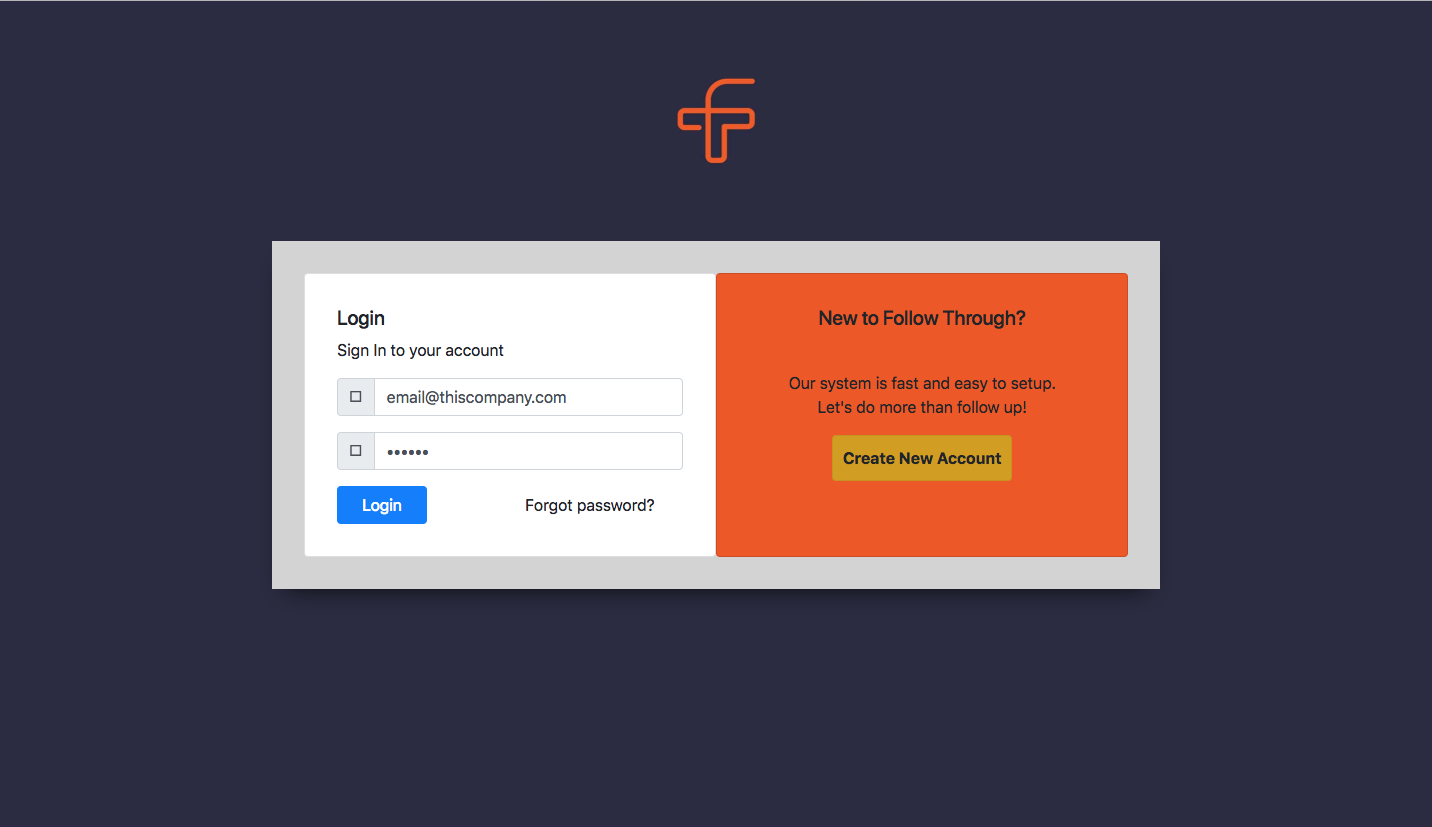 Login
Sign In to your account
email@thiscompany.com
••••••
Login
Forgot password?
New to Follow Through?
Our system is fast and easy to setup.
Let's do more than follow up!
Create New Account